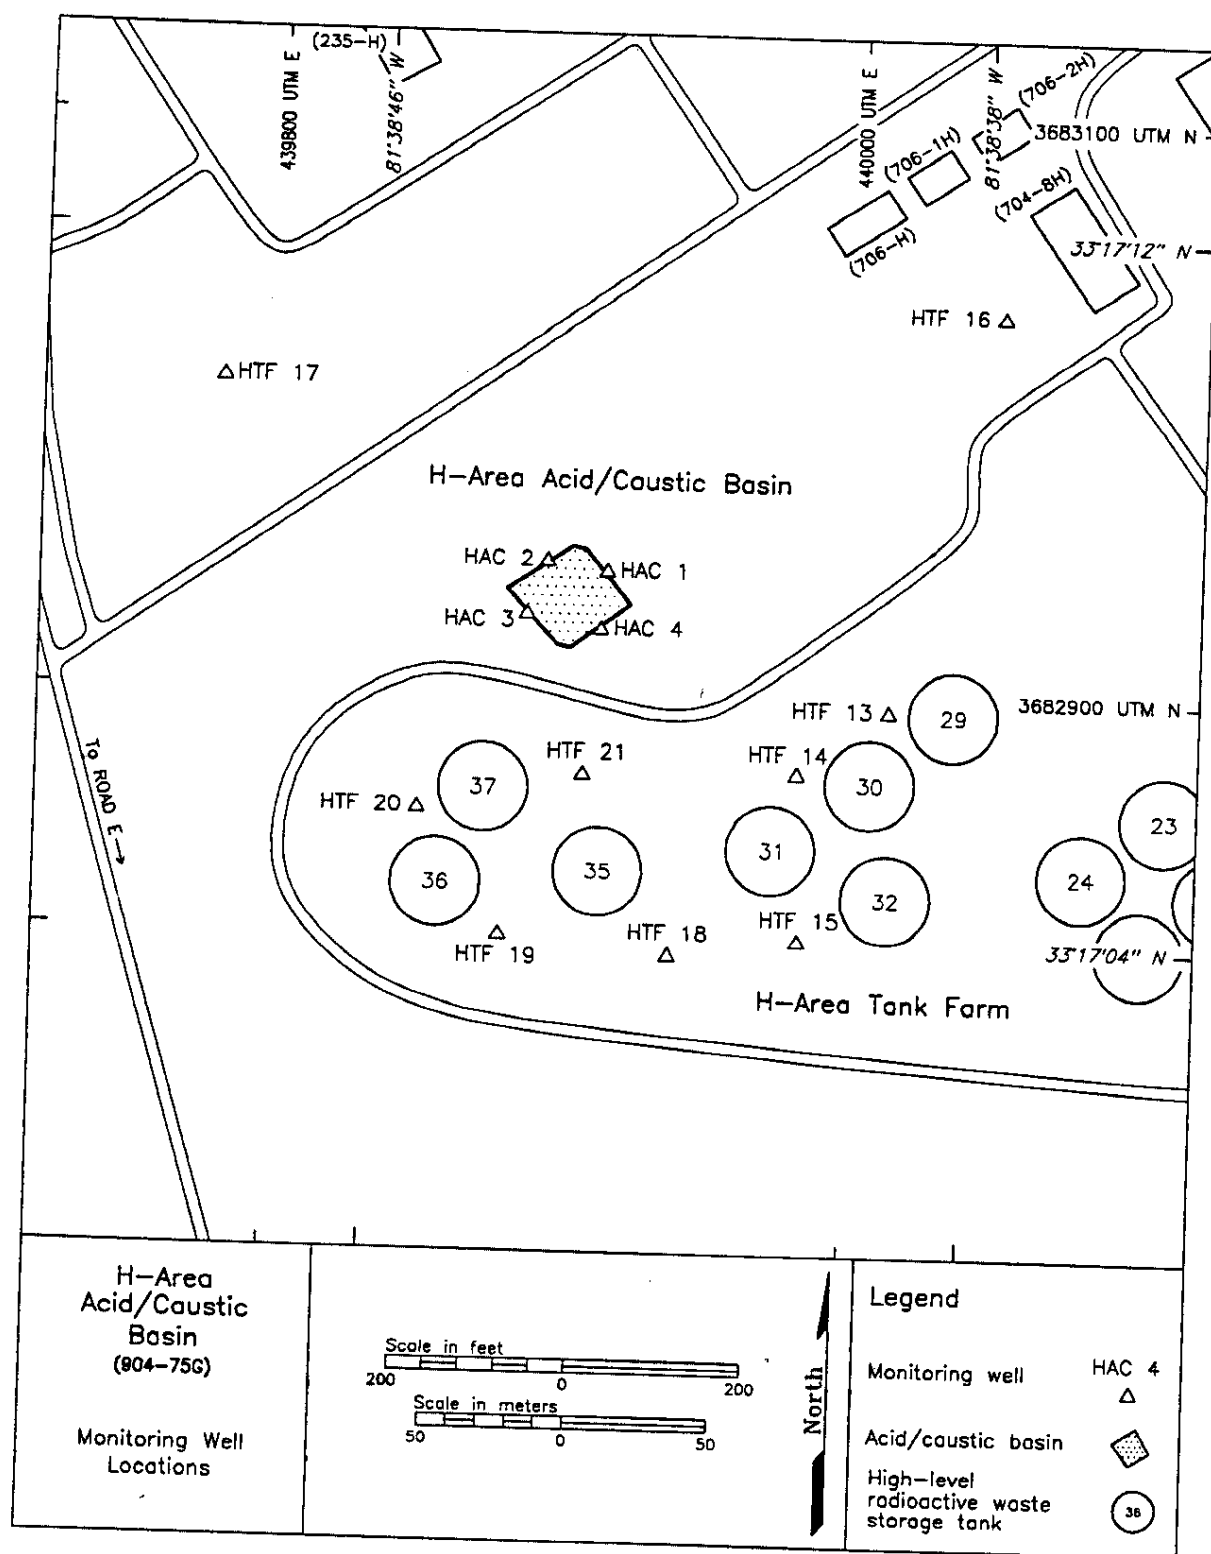 (235-H)
439800 UTM E
81°38'46" W
440000 UTM E
81°38'38" W
(706-2H)
3683100 UTM N
(706-1H)
(704-8H)
(706-H)
33°17'12" N
HTF 16
HTF 17
H-Area Acid/Caustic Basin
HAC 2
HAC 1
HAC 3
HAC 4
HTF 13
29
3682900 UTM N
HTF 21
HTF 14
37
30
HTF 20
To ROAD E→
23
31
35
36
24
32
HTF 15
HTF 18
HTF 19
33°17'04" N
H-Area Tank Farm
H-Area
Acid/Caustic
Basin
(904-75G)
Monitoring Well
Locations
Scale in feet
200 0 200
Scale in meters
50 0 50
North
Legend
Monitoring well
HAC 4
Acid/caustic basin
High-level
radioactive waste
storage tank
36